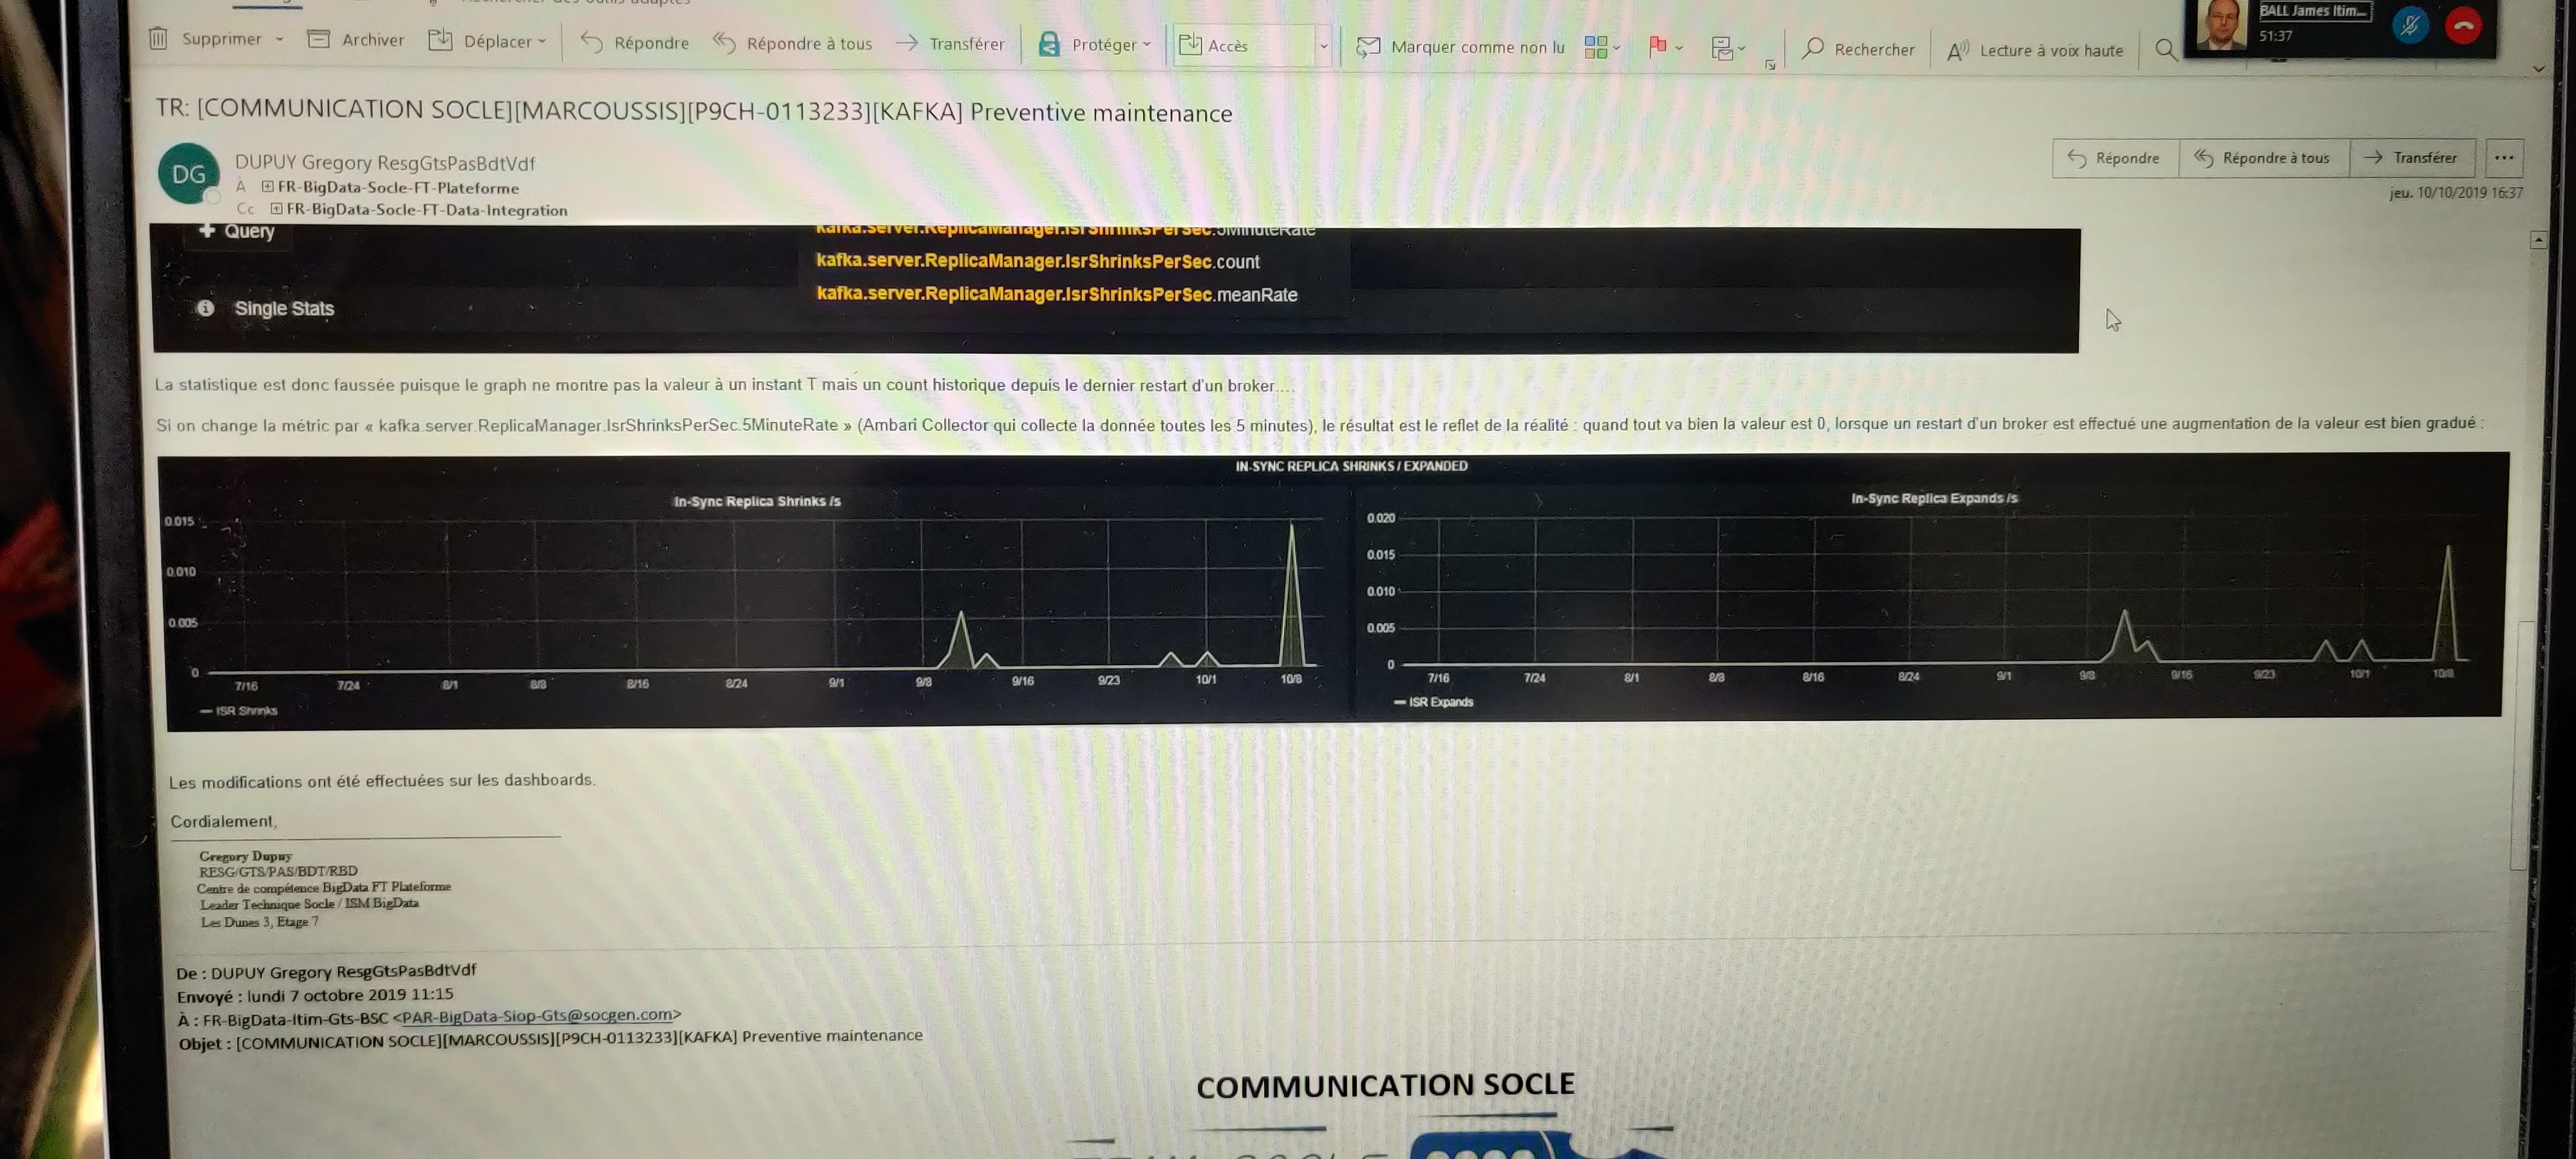 Supprimer
Archiver
Déplacer
Répondre
Répondre à tous
Transférer
Protéger
Accès
Marquer comme non lu
Rechercher
Lecture à voix haute
BALL James Itim...
51:37
TR: [COMMUNICATION SOCLE][MARCOUSSIS][P9CH-0113233][KAFKA] Preventive maintenance
DG
DUPUY Gregory ResgGtsPasBdtVdf
À FR-BigData-Socle-FT-Plateforme
Cc FR-BigData-Socle-FT-Data-Integration
Répondre
Répondre à tous
Transférer
jeu. 10/10/2019 16:37
Query
kafka.server.ReplicaManager.IsrShrinksPerSec.5MinuteRate
kafka.server.ReplicaManager.IsrShrinksPerSec.count
kafka.server.ReplicaManager.IsrShrinksPerSec.meanRate
Single Stats
La statistique est donc faussée puisque le graph ne montre pas la valeur à un instant T mais un count historique depuis le dernier restart d'un broker....
Si on change la métric par « kafka.server.ReplicaManager.IsrShrinksPerSec.5MinuteRate » (Ambari Collector qui collecte la donnée toutes les 5 minutes), le résultat est le reflet de la réalité : quand tout va bien la valeur est 0, lorsque un restart d'un broker est effectué une augmentation de la valeur est bien gradué :
IN-SYNC REPLICA SHRINKS / EXPANDED
In-Sync Replica Shrinks /s
0.015
0.010
0.005
0
7/16 7/24 8/1 8/8 8/16 8/24 9/1 9/8 9/16 9/23 10/1 10/8
ISR Shrinks
In-Sync Replica Expands /s
0.020
0.015
0.010
0.005
0
7/16 7/24 8/1 8/8 8/16 8/24 9/1 9/8 9/16 9/23 10/1 10/8
ISR Expands
Les modifications ont été effectuées sur les dashboards.
Cordialement,
Gregory Dupuy
RESG/GTS/PAS/BDT/RBD
Centre de compétence BigData FT Plateforme
Leader Technique Socle / ISM BigData
Les Dunes 3, Etage 7
De : DUPUY Gregory ResgGtsPasBdtVdf
Envoyé : lundi 7 octobre 2019 11:15
À : FR-BigData-Itim-Gts-BSC <PAR-BigData-Siop-Gts@socgen.com>
Objet : [COMMUNICATION SOCLE][MARCOUSSIS][P9CH-0113233][KAFKA] Preventive maintenance
COMMUNICATION SOCLE